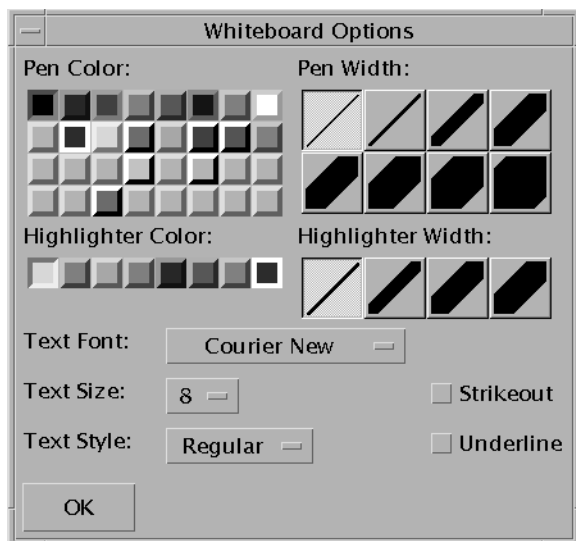 Whiteboard Options
Pen Color:
Pen Width:
Highlighter Color:
Highlighter Width:
Text Font:
Courier New
Text Size:
8
Strikeout
Text Style:
Regular
Underline
OK